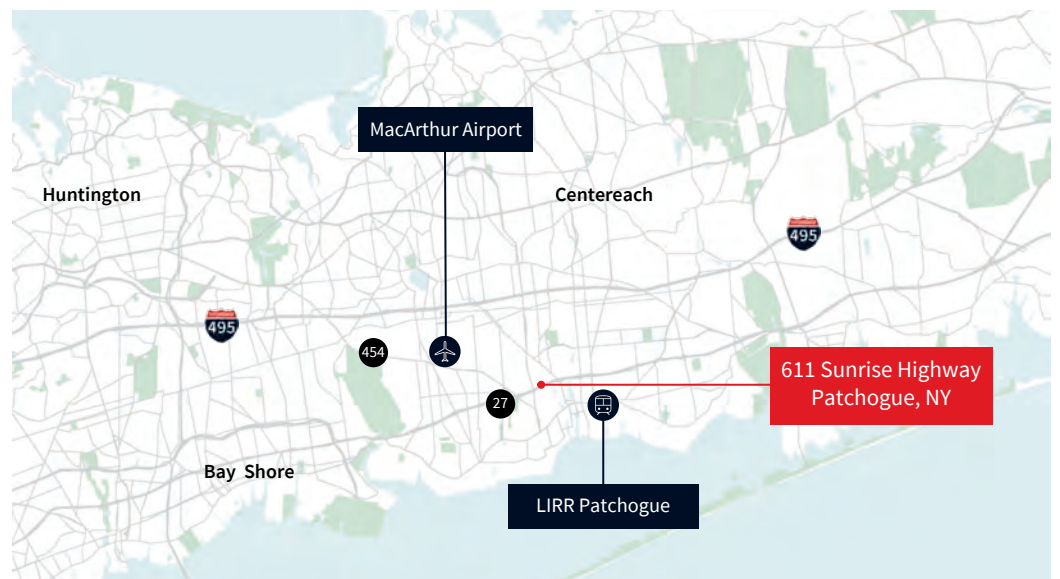 MacArthur Airport
Huntington
Centereach
495
495
454
27
611 Sunrise Highway
Patchogue, NY
Bay Shore
LIRR Patchogue